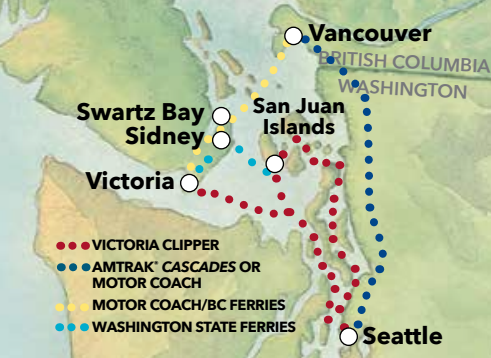 Vancouver
BRITISH COLUMBIA
WASHINGTON
Swartz Bay
Sidney
San Juan
Islands
Victoria
VICTORIA CLIPPER
AMTRAK® CASCADES OR
MOTOR COACH
MOTOR COACH/BC FERRIES
WASHINGTON STATE FERRIES
Seattle